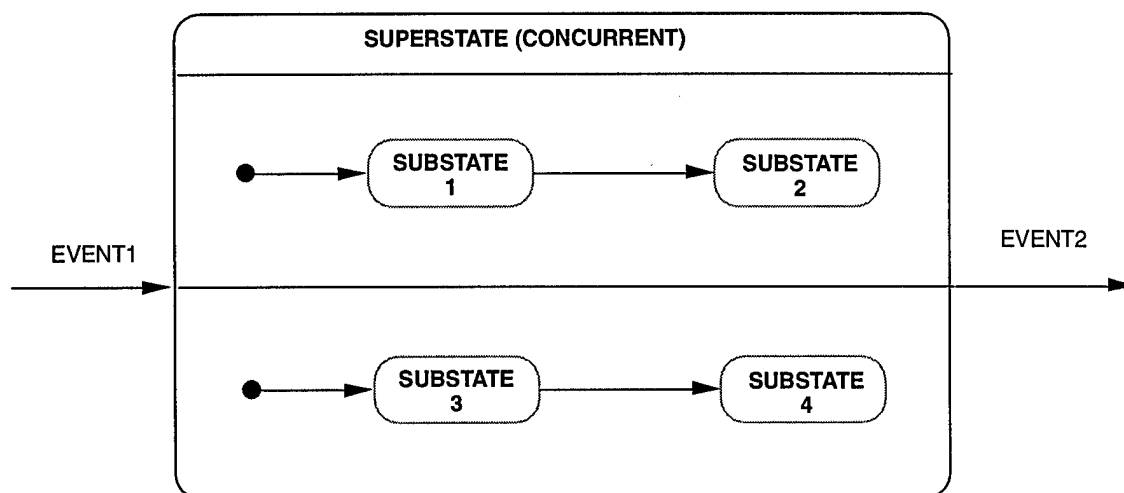 SUPERSTATE (CONCURRENT)
SUBSTATE
1
SUBSTATE
2
EVENT1
EVENT2
SUBSTATE
3
SUBSTATE
4